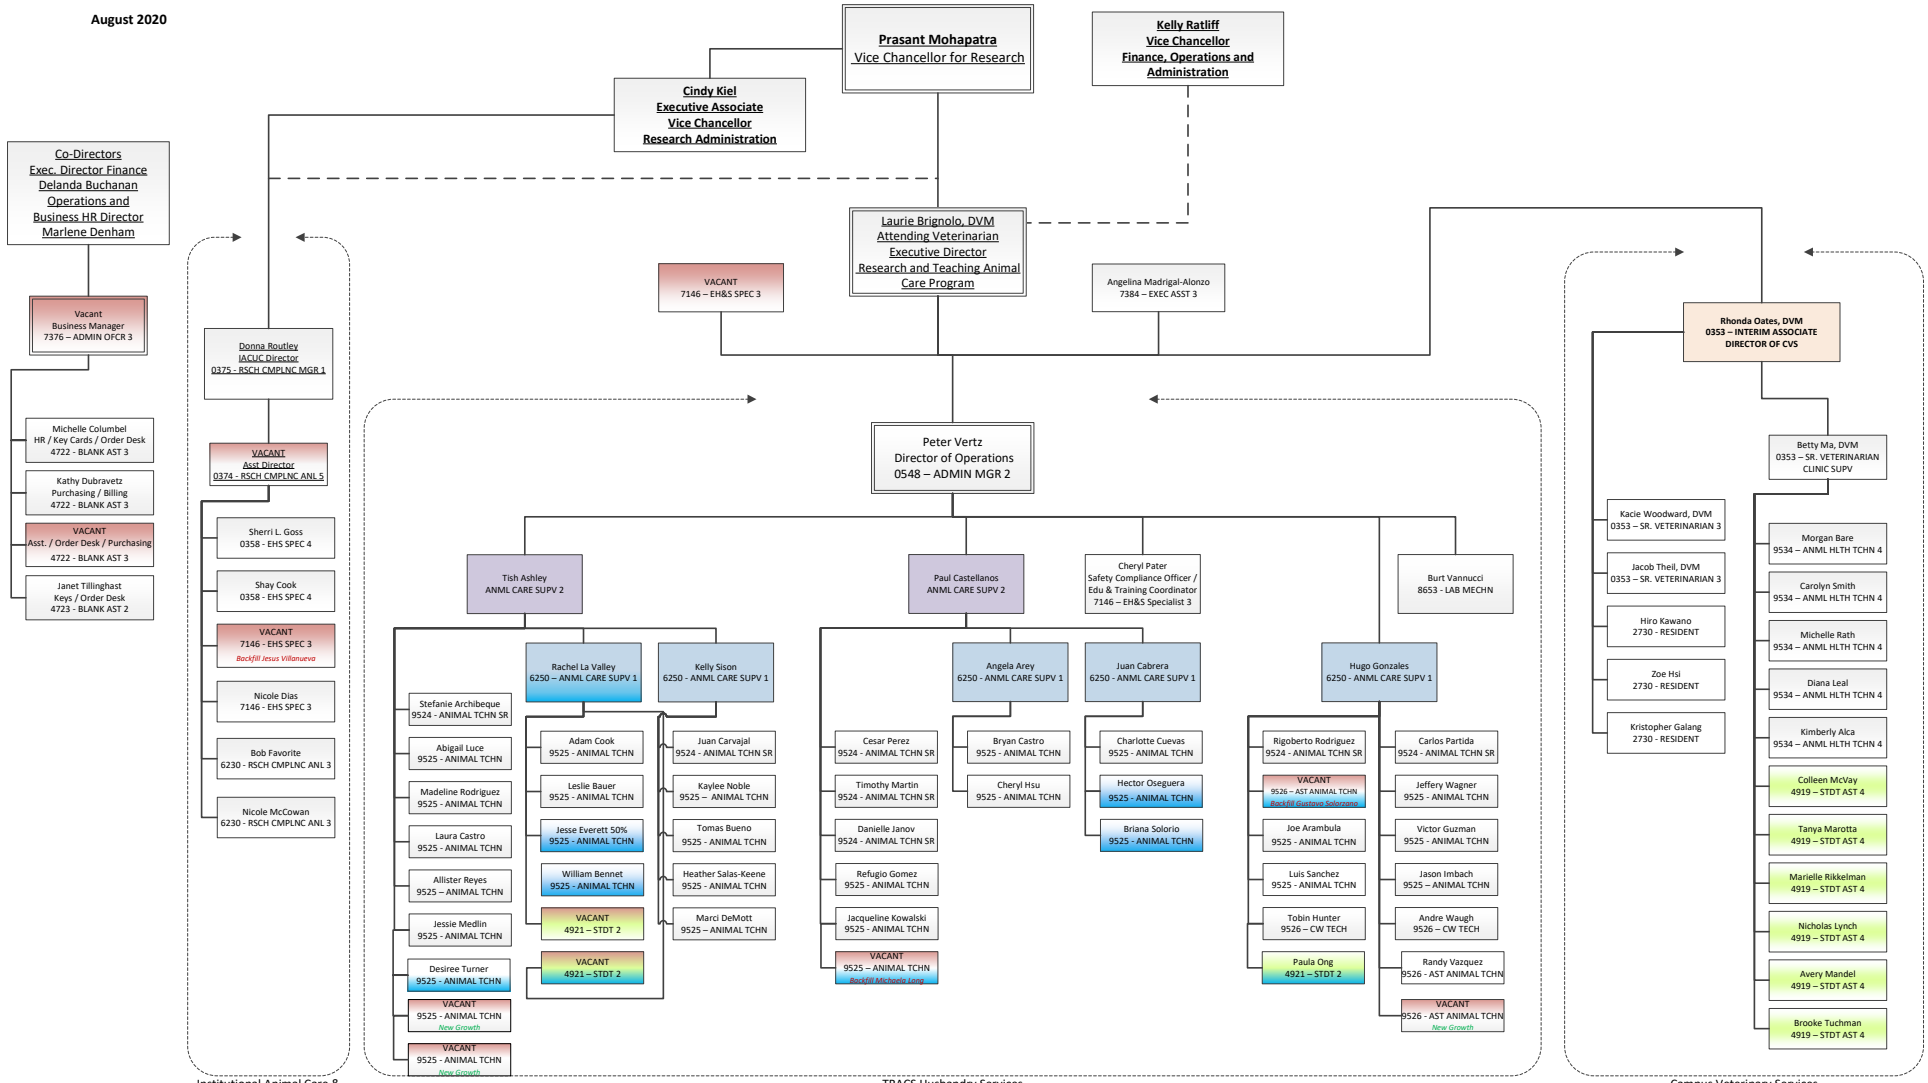 August 2020
Prasant Mohapatra
Vice Chancellor for Research
Kelly Ratliff
Vice Chancellor
Finance, Operations and
Administration
Cindy Kiel
Executive Associate
Vice Chancellor
Research Administration
Co-Directors
Exec. Director Finance
Delanda Buchanan
Operations and
Business HR Director
Marlene Denham
Laurie Brignolo, DVM
Attending Veterinarian
Executive Director
Research and Teaching Animal
Care Program
VACANT
7146 – EH&S SPEC 3
Angelina Madrigal-Alonzo
7384 – EXEC ASST 3
Vacant
Business Manager
7376 – ADMIN OFCR 3
Michelle Columbel
HR / Key Cards / Order Desk
4722 - BLANK AST 3
Kathy Dubravetz
Purchasing / Billing
4722 - BLANK AST 3
VACANT
Asst. / Order Desk / Purchasing
4722 - BLANK AST 3
Janet Tillinghast
Keys / Order Desk
4723 – BLANK AST 2
Donna Routley
IACUC Director
0375 - RSCH CMPLNC MGR 1
VACANT
Asst Director
0374 - RSCH CMPLNC ANL 5
Sherri L. Goss
0358 - EHS SPEC 4
Shay Cook
0358 - EHS SPEC 4
VACANT
7146 - EHS SPEC 3
Backfill Jesus Villanueva
Nicole Dias
7146 - EHS SPEC 3
Bob Favorite
6230 - RSCH CMPLNC ANL 3
Nicole McCowan
6230 - RSCH CMPLNC ANL 3
Peter Vertz
Director of Operations
0548 – ADMIN MGR 2
Tish Ashley
ANML CARE SUPV 2
Paul Castellanos
ANML CARE SUPV 2
Cheryl Pater
Safety Compliance Officer /
Edu & Training Coordinator
7146 – EH&S Specialist 3
Burt Vannucci
8653 - LAB MECHN
Rachel La Valley
6250 – ANML CARE SUPV 1
Kelly Sison
6250 - ANML CARE SUPV 1
Angela Arey
6250 - ANML CARE SUPV 1
Juan Cabrera
6250 - ANML CARE SUPV 1
Hugo Gonzales
6250 - ANML CARE SUPV 1
Stefanie Archibeque
9524 - ANIMAL TCHN SR
Abigail Luce
9525 - ANIMAL TCHN
Madeline Rodriguez
9525 - ANIMAL TCHN
Laura Castro
9525 - ANIMAL TCHN
Allister Reyes
9525 – ANIMAL TCHN
Jessie Medlin
9525 - ANIMAL TCHN
Desiree Turner
9525 - ANIMAL TCHN
VACANT
9525 - ANIMAL TCHN
New Growth
VACANT
9525 - ANIMAL TCHN
New Growth
Adam Cook
9525 - ANIMAL TCHN
Leslie Bauer
9525 - ANIMAL TCHN
Jesse Everett 50%
9525 - ANIMAL TCHN
William Bennet
9525 - ANIMAL TCHN
VACANT
4921 – STDT 2
VACANT
4921 – STDT 2
Juan Carvajal
9524 - ANIMAL TCHN SR
Kaylee Noble
9525 – ANIMAL TCHN
Tomas Bueno
9525 - ANIMAL TCHN
Heather Salas-Keene
9525 - ANIMAL TCHN
Marci DeMott
9525 – ANIMAL TCHN
Cesar Perez
9524 - ANIMAL TCHN SR
Timothy Martin
9524 - ANIMAL TCHN SR
Danielle Janov
9524 - ANIMAL TCHN SR
Refugio Gomez
9525 - ANIMAL TCHN
Jacqueline Kowalski
9525 - ANIMAL TCHN
VACANT
9525 – ANIMAL TCHN
Backfill Michaela Lang
Bryan Castro
9525 - ANIMAL TCHN
Cheryl Hsu
9525 - ANIMAL TCHN
Charlotte Cuevas
9525 - ANIMAL TCHN
Hector Oseguera
9525 - ANIMAL TCHN
Briana Solorio
9525 - ANIMAL TCHN
Rigoberto Rodriguez
9524 - ANIMAL TCHN SR
VACANT
9526 – AST ANIMAL TCHN
Backfill Gustavo Solorzano
Joe Arambula
9525 - ANIMAL TCHN
Luis Sanchez
9525 - ANIMAL TCHN
Tobin Hunter
9526 – CW TECH
Paula Ong
4921 – STDT 2
Carlos Partida
9524 - ANIMAL TCHN SR
Jeffery Wagner
9525 - ANIMAL TCHN
Victor Guzman
9525 - ANIMAL TCHN
Jason Imbach
9525 – ANIMAL TCHN
Andre Waugh
9526 – CW TECH
Randy Vazquez
9526 - AST ANIMAL TCHN
VACANT
9526 - AST ANIMAL TCHN
New Growth
Rhonda Oates, DVM
0353 – INTERIM ASSOCIATE
DIRECTOR OF CVS
Betty Ma, DVM
0353 – SR. VETERINARIAN
CLINIC SUPV
Kacie Woodward, DVM
0353 – SR. VETERINARIAN 3
Jacob Theil, DVM
0353 – SR. VETERINARIAN 3
Hiro Kawano
2730 - RESIDENT
Zoe Hsi
2730 - RESIDENT
Kristopher Galang
2730 - RESIDENT
Morgan Bare
9534 – ANML HLTH TCHN 4
Carolyn Smith
9534 – ANML HLTH TCHN 4
Michelle Rath
9534 – ANML HLTH TCHN 4
Diana Leal
9534 – ANML HLTH TCHN 4
Kimberly Alca
9534 – ANML HLTH TCHN 4
Colleen McVay
4919 – STDT AST 4
Tanya Marotta
4919 – STDT AST 4
Marielle Rikkelman
4919 – STDT AST 4
Nicholas Lynch
4919 – STDT AST 4
Avery Mandel
4919 – STDT AST 4
Brooke Tuchman
4919 – STDT AST 4
Institutional Animal Care &
TRACS Husbandry Services
Campus Veterinary Services